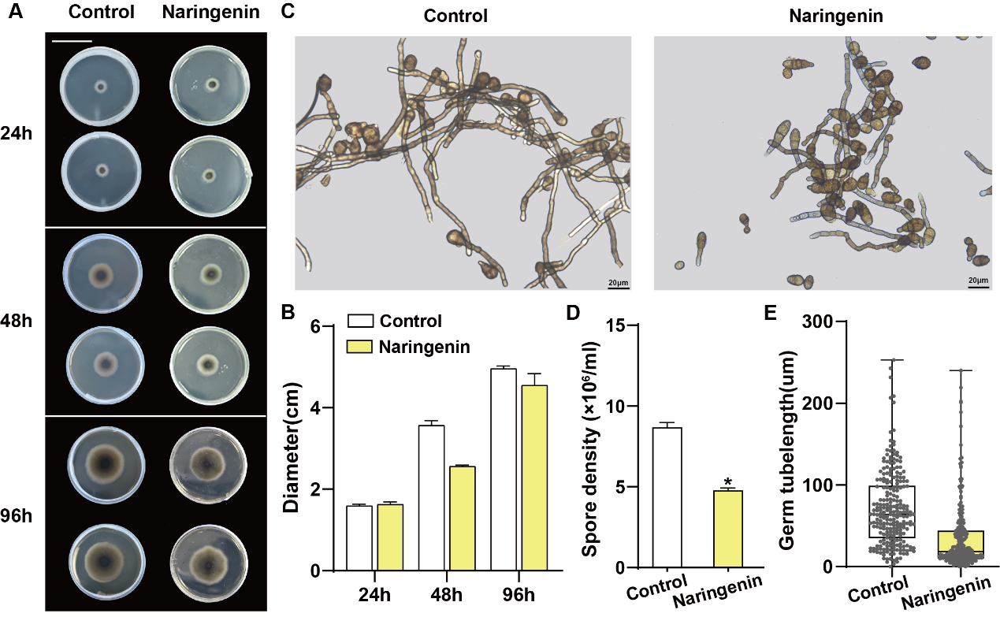 A
Control Naringenin
24h
48h
96h
C
Control
Naringenin
20μm
20μm
B
Control
Naringenin
Diameter(cm)
6
4
2
0
24h 48h 96h
D
Spore density (×10⁶/ml)
15
10
5
0
*
Control Naringenin
E
Germ tubelength(um)
300
200
100
0
Control Naringenin